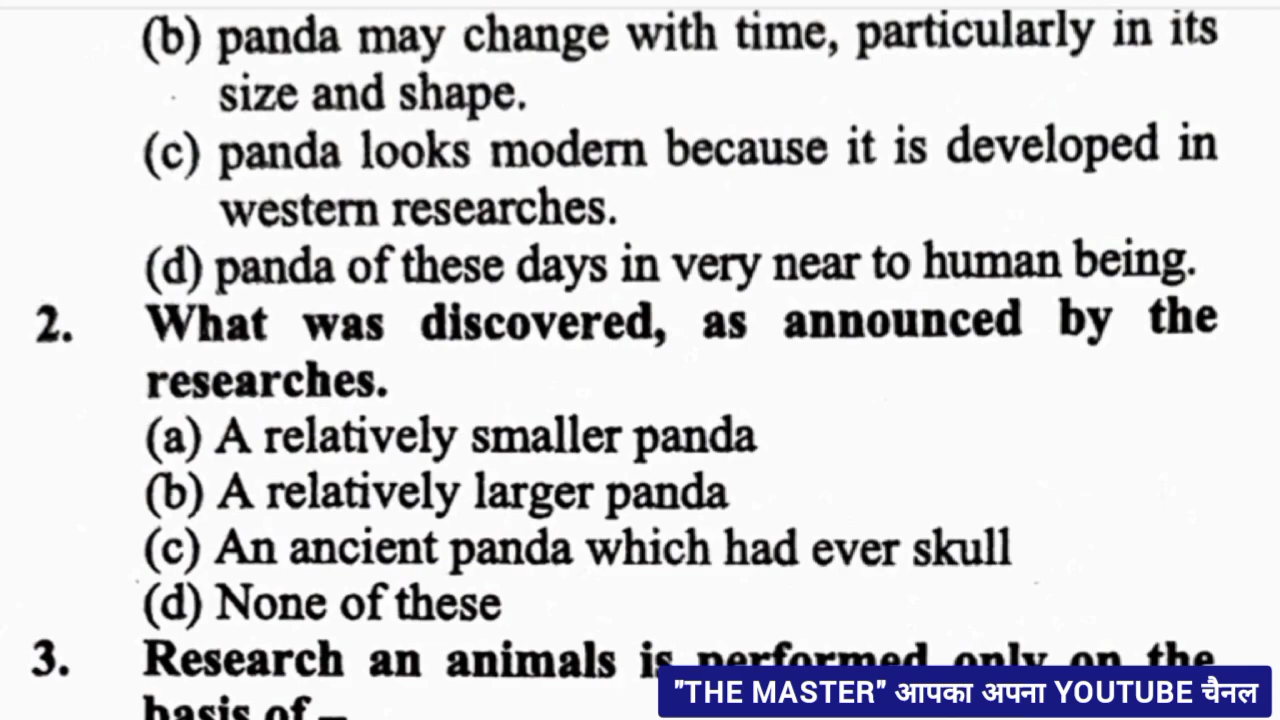 (b) panda may change with time, particularly in its
size and shape.
(c) panda looks modern because it is developed in
western researches.
(d) panda of these days in very near to human being.
2. What was discovered, as announced by the
researches.
(a) A relatively smaller panda
(b) A relatively larger panda
(c) An ancient panda which had ever skull
(d) None of these
3. Research an animals is performed only on the
basis of –
"THE MASTER" आपका अपना YOUTUBE चैनल